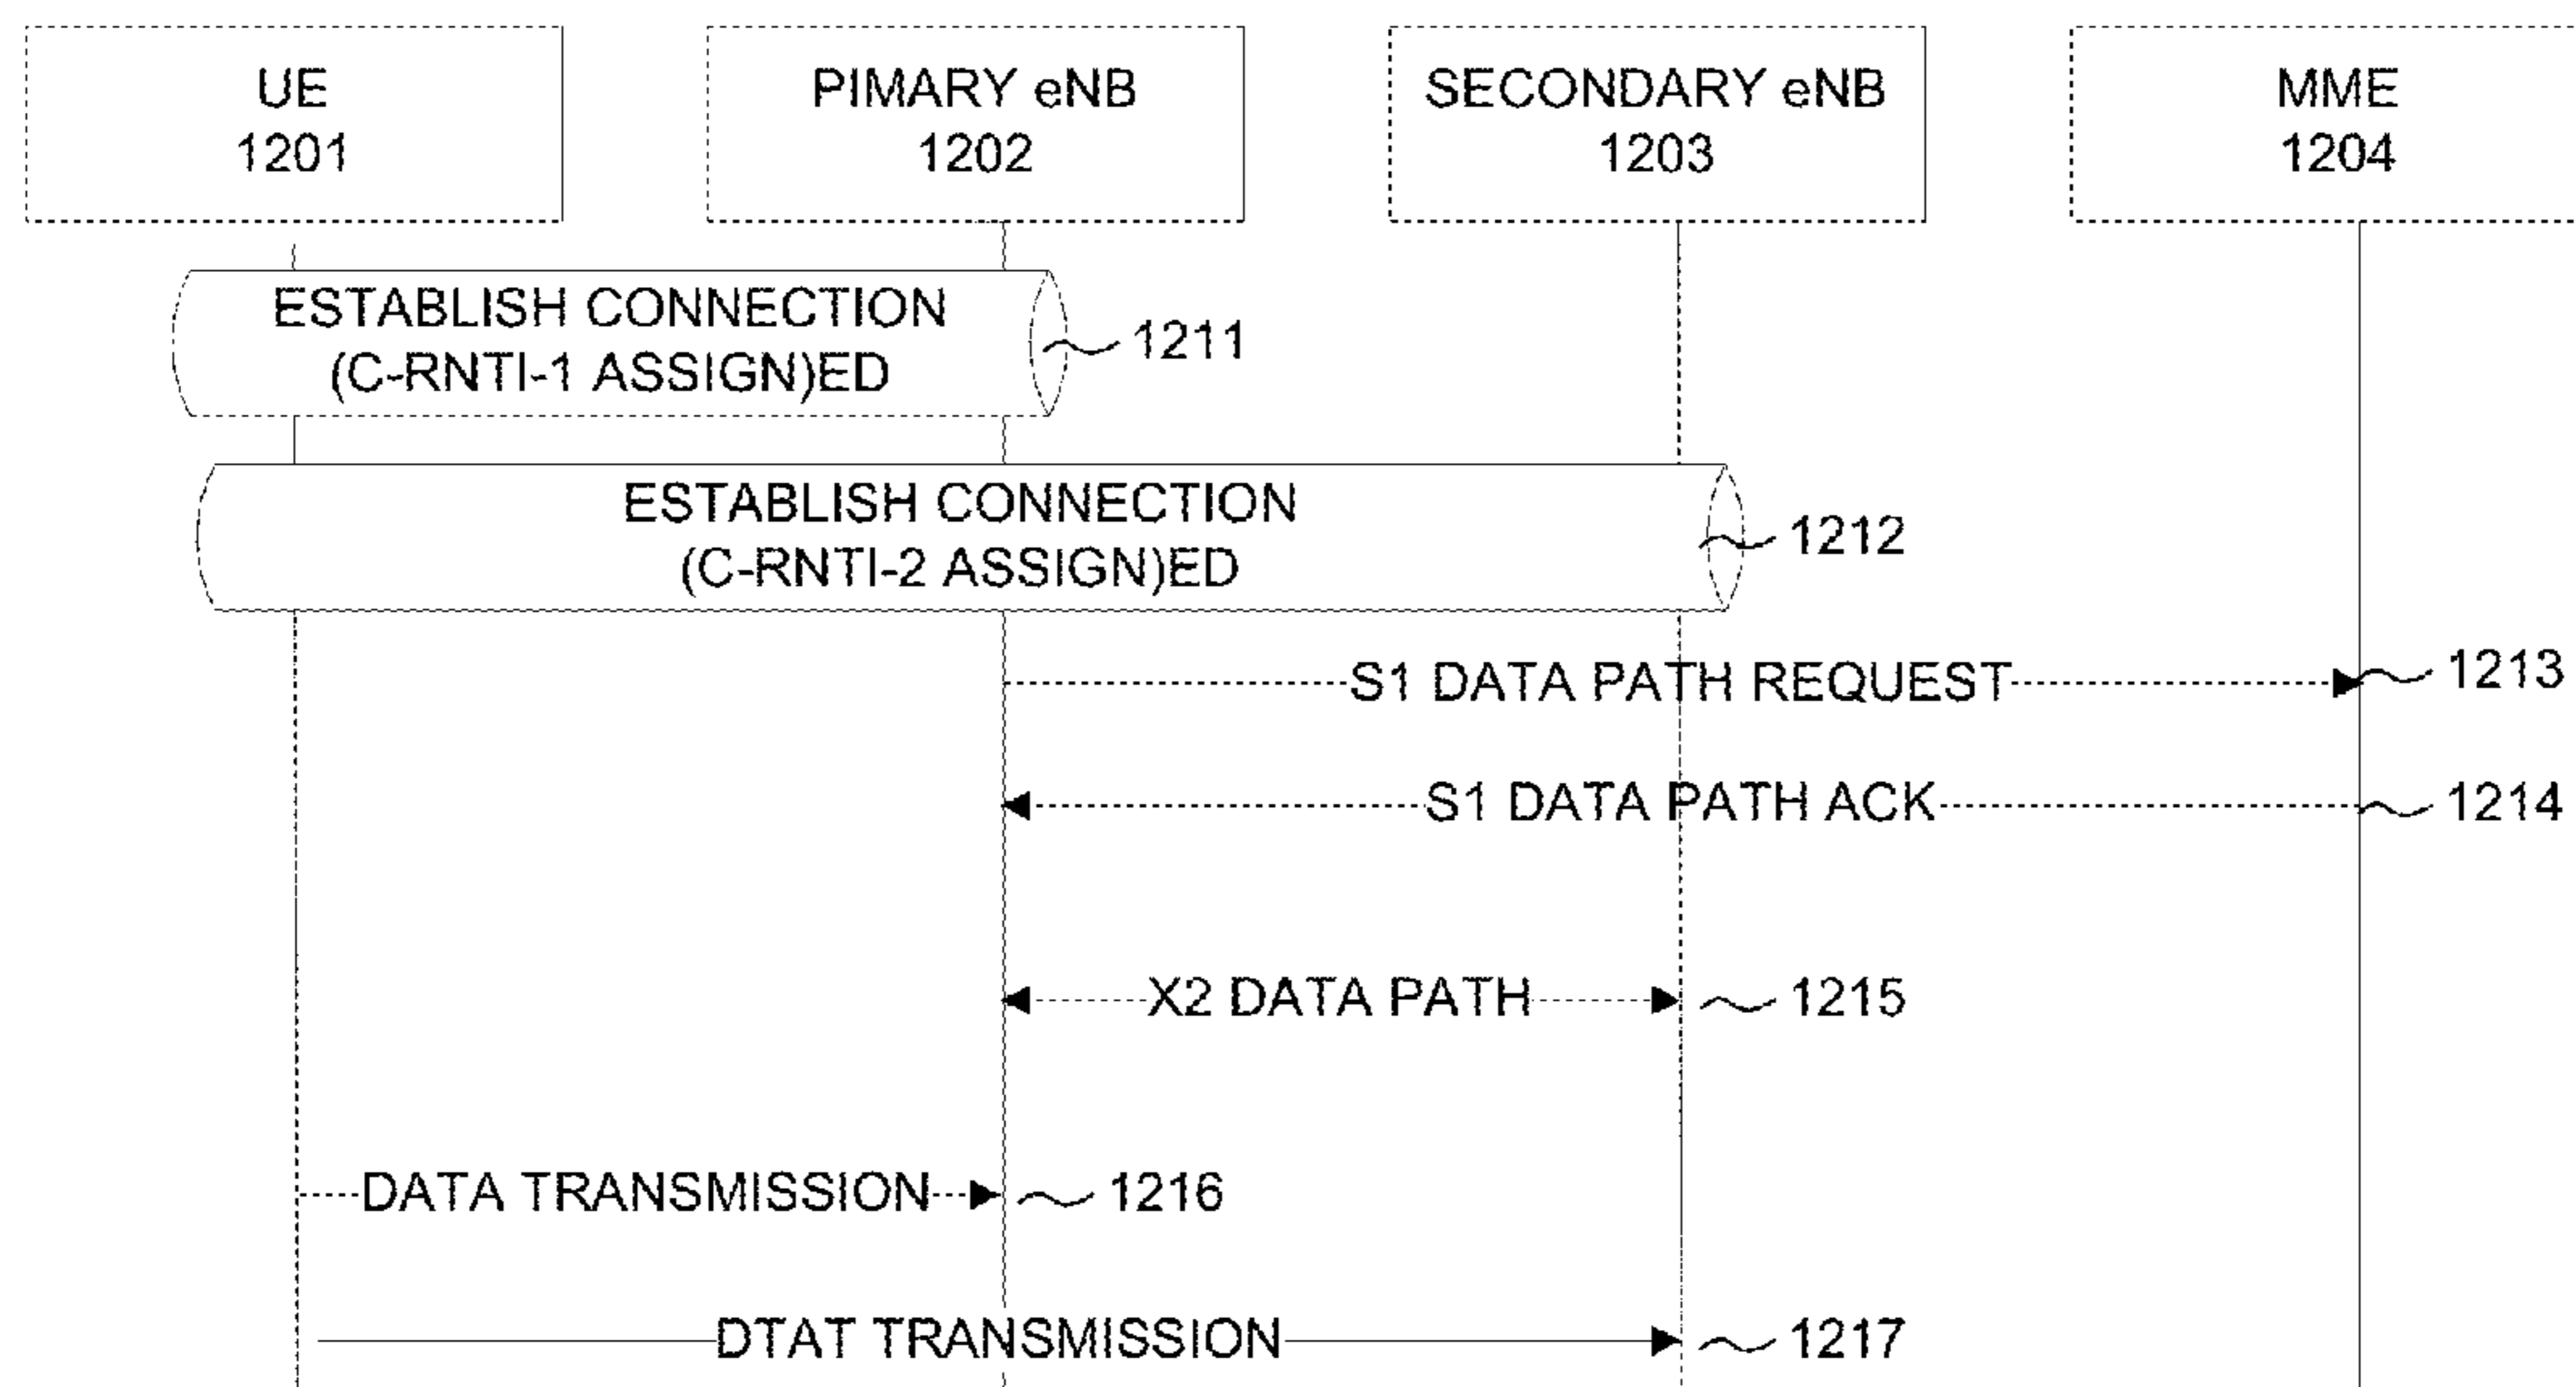 UE
1201
PIMARY eNB
1202
SECONDARY eNB
1203
MME
1204
ESTABLISH CONNECTION
(C-RNTI-1 ASSIGN)ED
1211
ESTABLISH CONNECTION
(C-RNTI-2 ASSIGN)ED
1212
S1 DATA PATH REQUEST
1213
S1 DATA PATH ACK
1214
X2 DATA PATH
1215
DATA TRANSMISSION
1216
DTAT TRANSMISSION
1217